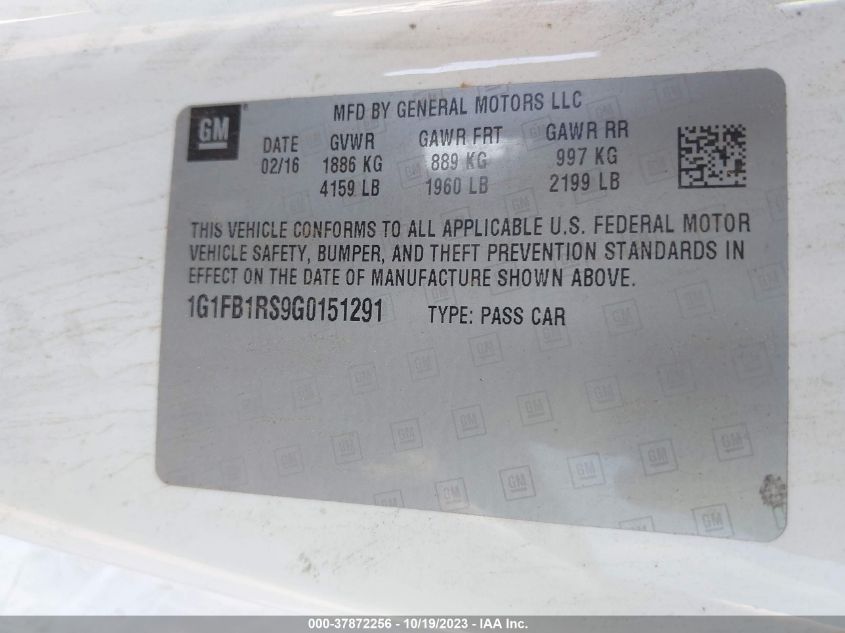 GM
MFD BY GENERAL MOTORS LLC
DATE GVWR GAWR FRT GAWR RR
02/16 1886 KG 889 KG 997 KG
4159 LB 1960 LB 2199 LB
THIS VEHICLE CONFORMS TO ALL APPLICABLE U.S. FEDERAL MOTOR
VEHICLE SAFETY, BUMPER, AND THEFT PREVENTION STANDARDS IN
EFFECT ON THE DATE OF MANUFACTURE SHOWN ABOVE.
1G1FB1RS9G0151291 TYPE: PASS CAR
000-37872256 - 10/19/2023 - IAA Inc.